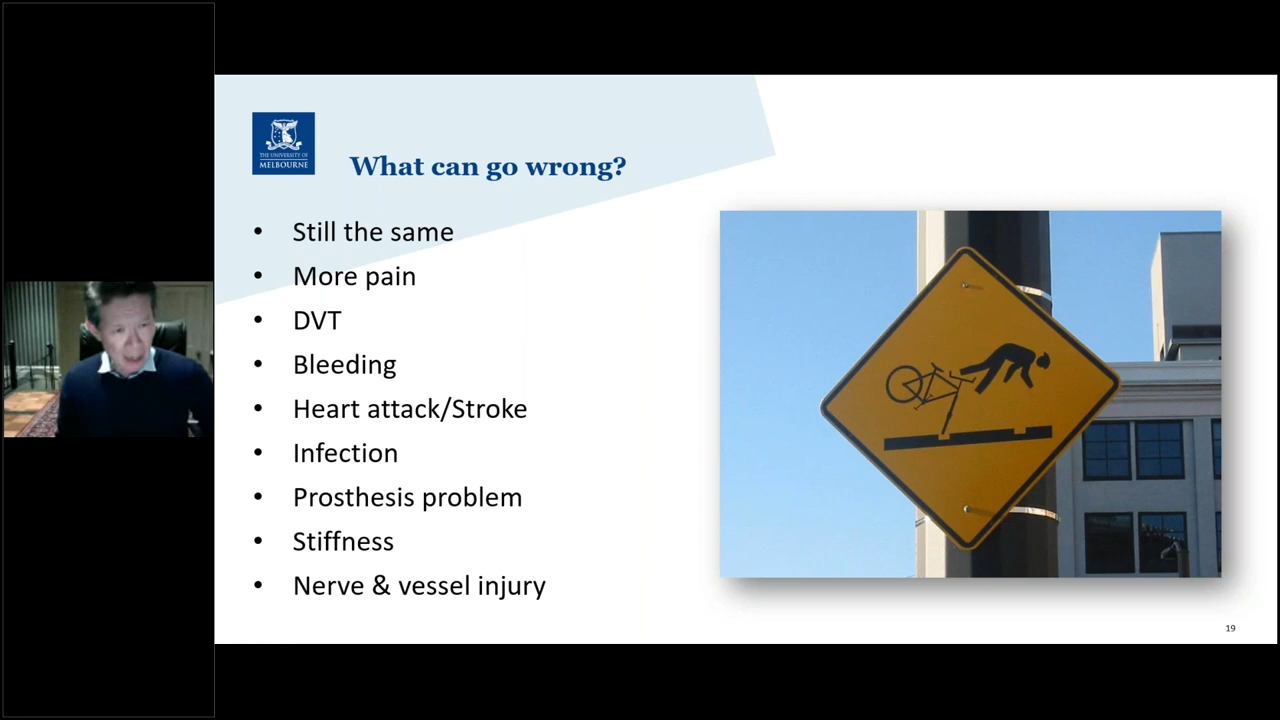 THE UNIVERSITY OF
MELBOURNE
What can go wrong?
• Still the same
• More pain
• DVT
• Bleeding
• Heart attack/Stroke
• Infection
• Prosthesis problem
• Stiffness
• Nerve & vessel injury
19